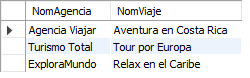 NomAgencia NomViaje
Agencia Viajar Aventura en Costa Rica
Turismo Total Tour por Europa
ExploraMundo Relax en el Caribe